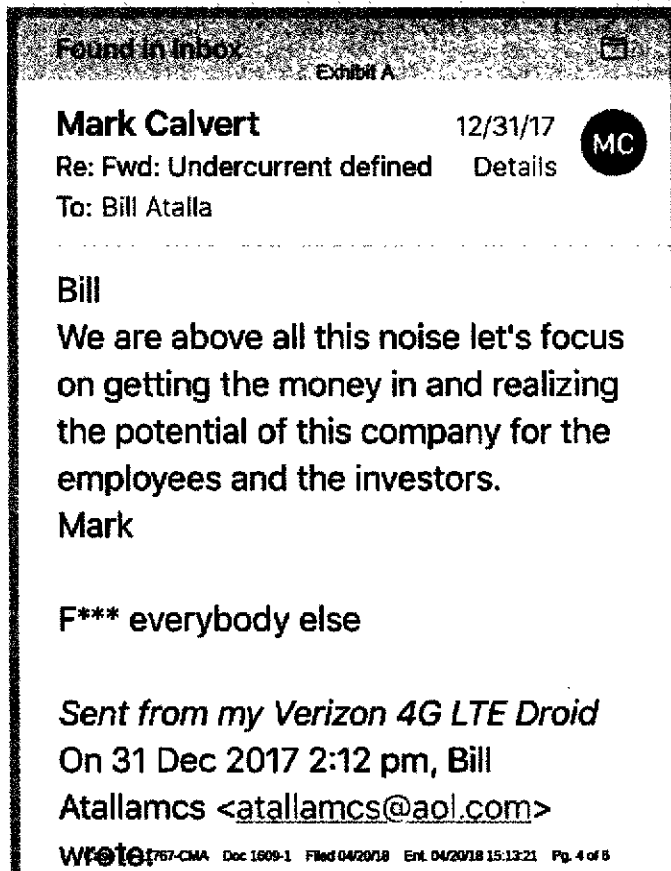 Found in Inbox
Exhibit A
Mark Calvert 12/31/17 MC
Re: Fwd: Undercurrent defined Details
To: Bill Atalla
Bill
We are above all this noise let's focus
on getting the money in and realizing
the potential of this company for the
employees and the investors.
Mark
F*** everybody else
Sent from my Verizon 4G LTE Droid
On 31 Dec 2017 2:12 pm, Bill
Atallamcs <atallamcs@aol.com>
wrote:
767-CMA Doc 1609-1 Filed 04/20/18 Ent. 04/20/18 15:13:21 Pg. 4 of 6